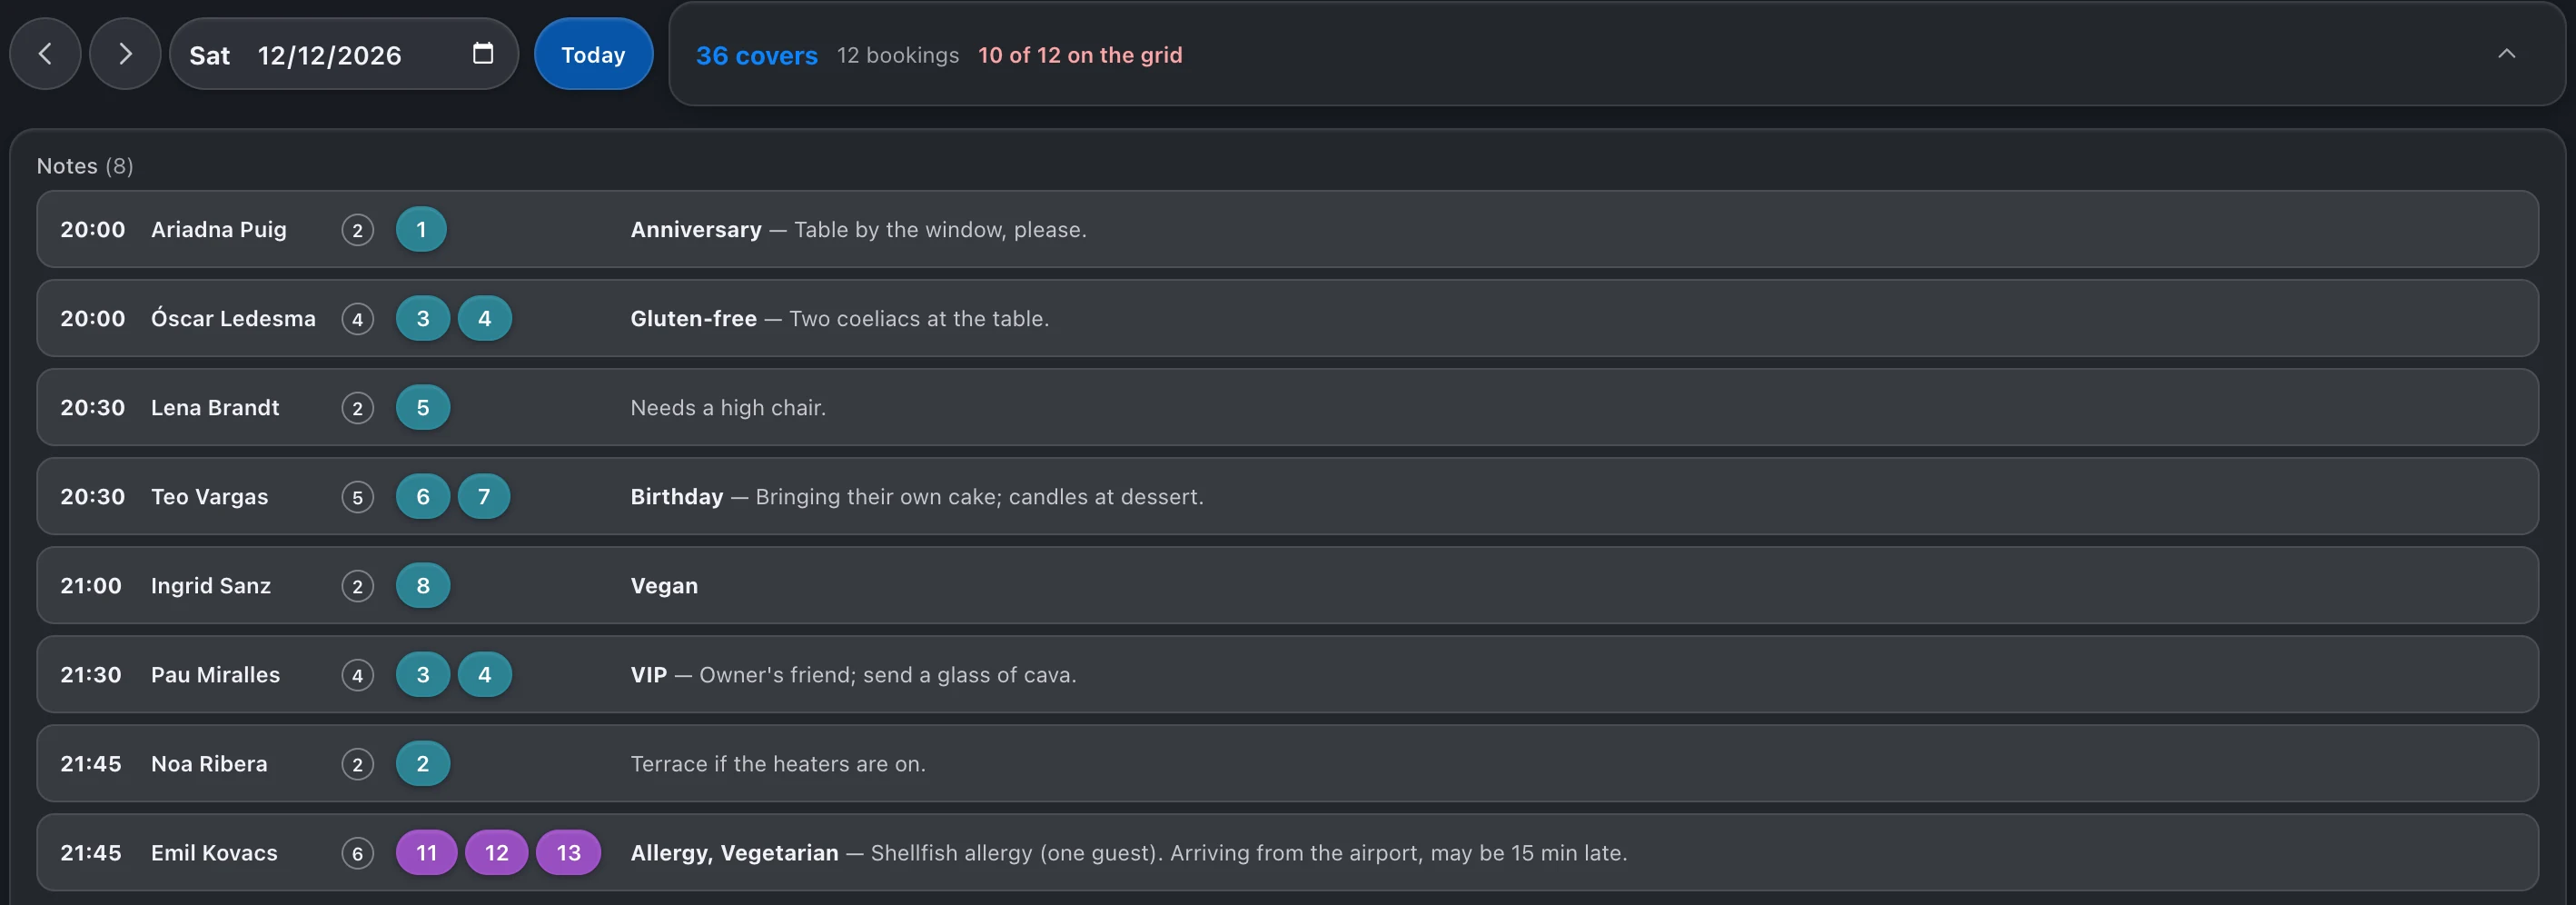 Sat 12/12/2026 Today 36 covers 12 bookings 10 of 12 on the grid
Notes (8)
20:00 Ariadna Puig 2 1 Anniversary — Table by the window, please.
20:00 Óscar Ledesma 4 3 4 Gluten-free — Two coeliacs at the table.
20:30 Lena Brandt 2 5 Needs a high chair.
20:30 Teo Vargas 5 6 7 Birthday — Bringing their own cake; candles at dessert.
21:00 Ingrid Sanz 2 8 Vegan
21:30 Pau Miralles 4 3 4 VIP — Owner's friend; send a glass of cava.
21:45 Noa Ribera 2 2 Terrace if the heaters are on.
21:45 Emil Kovacs 6 11 12 13 Allergy, Vegetarian — Shellfish allergy (one guest). Arriving from the airport, may be 15 min late.